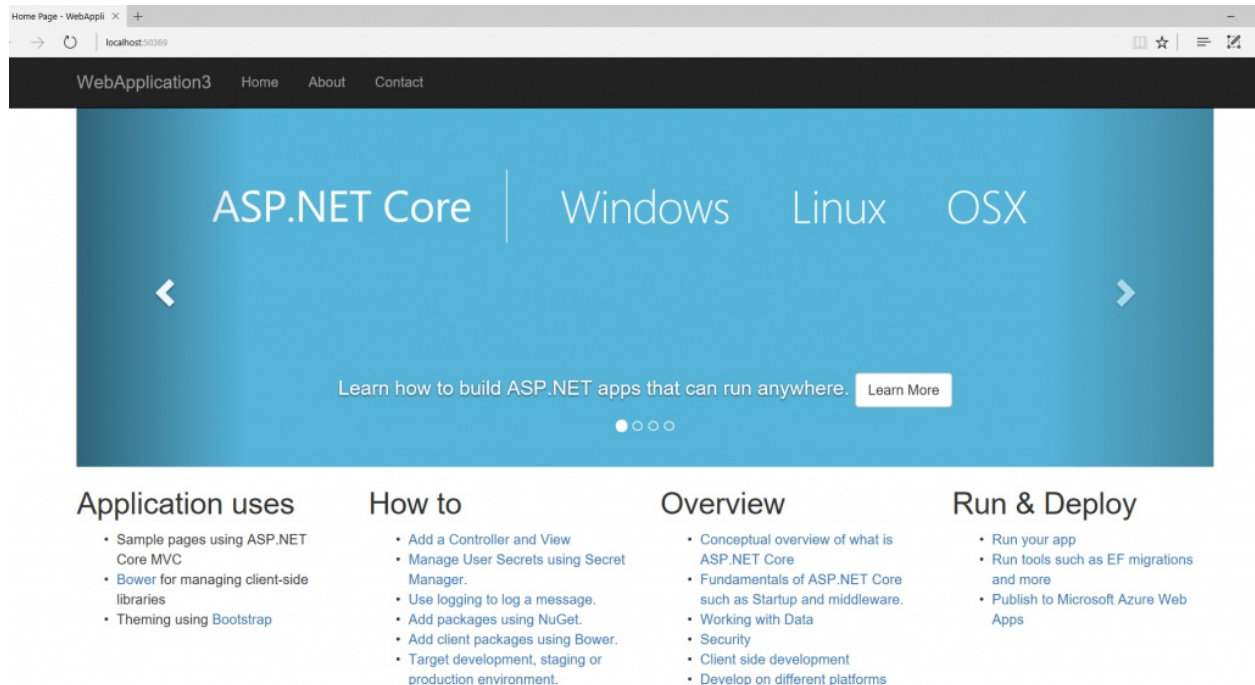 Home Page - WebAppli
localhost:50369
WebApplication3 Home About Contact
ASP.NET Core Windows Linux OSX
Learn how to build ASP.NET apps that can run anywhere. Learn More
Application uses
• Sample pages using ASP.NET
Core MVC
• Bower for managing client-side
libraries
• Theming using Bootstrap
How to
• Add a Controller and View
• Manage User Secrets using Secret
Manager.
• Use logging to log a message.
• Add packages using NuGet.
• Add client packages using Bower.
• Target development, staging or
production environment.
Overview
• Conceptual overview of what is
ASP.NET Core
• Fundamentals of ASP.NET Core
such as Startup and middleware.
• Working with Data
• Security
• Client side development
• Develop on different platforms
Run & Deploy
• Run your app
• Run tools such as EF migrations
and more
• Publish to Microsoft Azure Web
Apps